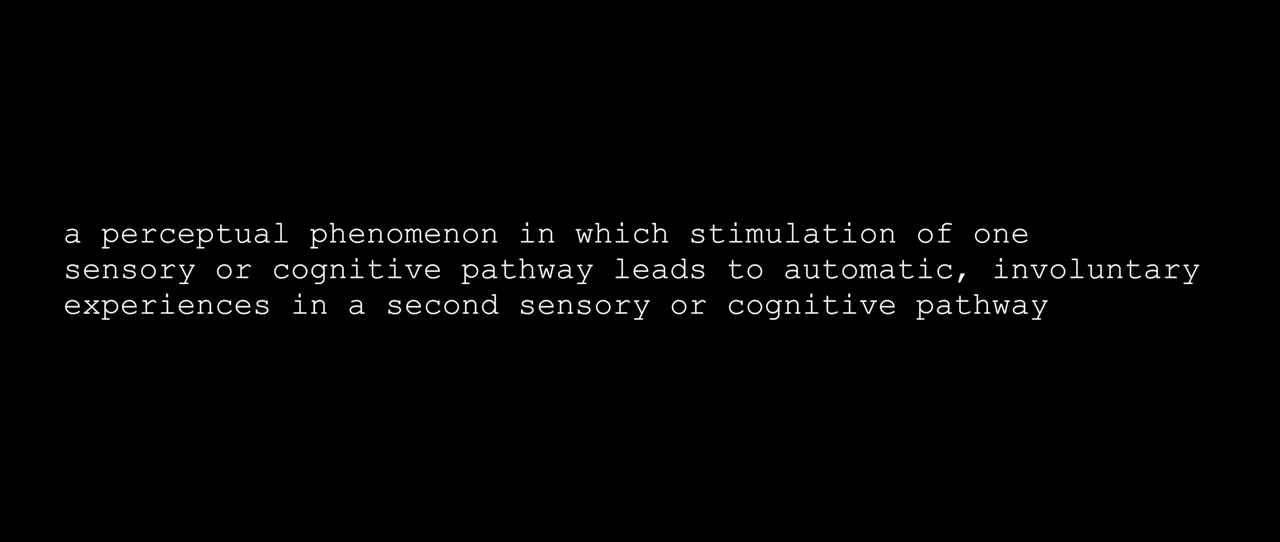 a perceptual phenomenon in which stimulation of one
sensory or cognitive pathway leads to automatic, involuntary
experiences in a second sensory or cognitive pathway